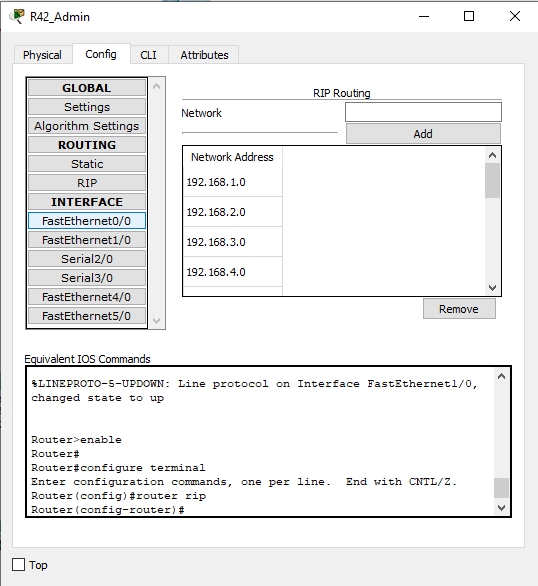 R42_Admin
Physical Config CLI Attributes
GLOBAL
Settings
Algorithm Settings
ROUTING
Static
RIP
INTERFACE
FastEthernet0/0
FastEthernet1/0
Serial2/0
Serial3/0
FastEthernet4/0
FastEthernet5/0
RIP Routing
Network
Add
Network Address
192.168.1.0
192.168.2.0
192.168.3.0
192.168.4.0
Remove
Equivalent IOS Commands
%LINEPROTO-5-UPDOWN: Line protocol on Interface FastEthernet1/0,
changed state to up
Router>enable
Router#
Router#configure terminal
Enter configuration commands, one per line.  End with CNTL/Z.
Router(config)#router rip
Router(config-router)#
Top